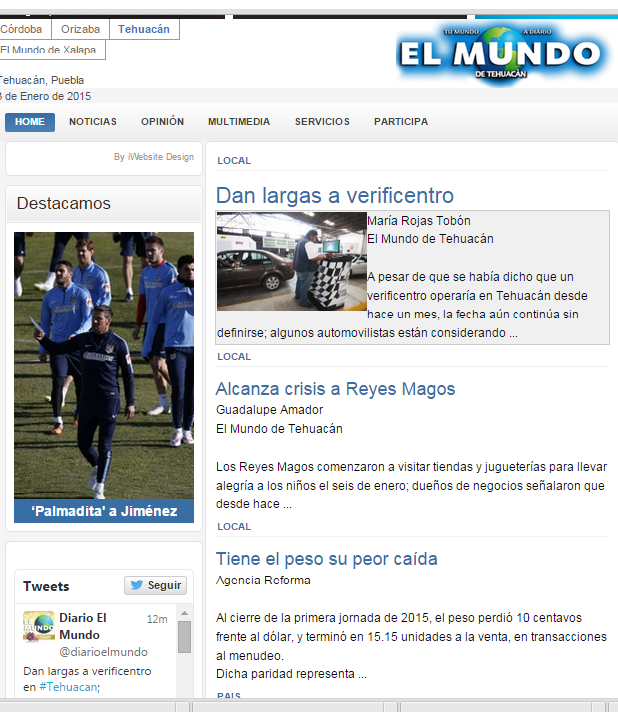 Córdoba Orizaba Tehuacán
El Mundo de Xalapa
TU MUNDO A DIARIO
EL MUNDO
DE TEHUACÁN
Tehuacán, Puebla
de Enero de 2015
HOME NOTICIAS OPINIÓN MULTIMEDIA SERVICIOS PARTICIPA
By iWebsite Design
Destacamos
'Palmadita' a Jiménez
Tweets
Seguir
Diario El
Mundo
12m
@diarioelmundo
Dan largas a verificentro
en #Tehuacan;
LOCAL
Dan largas a verificentro
María Rojas Tobón
El Mundo de Tehuacán
A pesar de que se había dicho que un
verificentro operaría en Tehuacán desde
hace un mes, la fecha aún continúa sin
definirse; algunos automovilistas están considerando ...
LOCAL
Alcanza crisis a Reyes Magos
Guadalupe Amador
El Mundo de Tehuacán
Los Reyes Magos comenzaron a visitar tiendas y jugueterías para llevar
alegría a los niños el seis de enero; dueños de negocios señalaron que
desde hace ...
LOCAL
Tiene el peso su peor caída
Agencia Reforma
Al cierre de la primera jornada de 2015, el peso perdió 10 centavos
frente al dólar, y terminó en 15.15 unidades a la venta, en transacciones
al menudeo.
Dicha paridad representa ...
PAIS